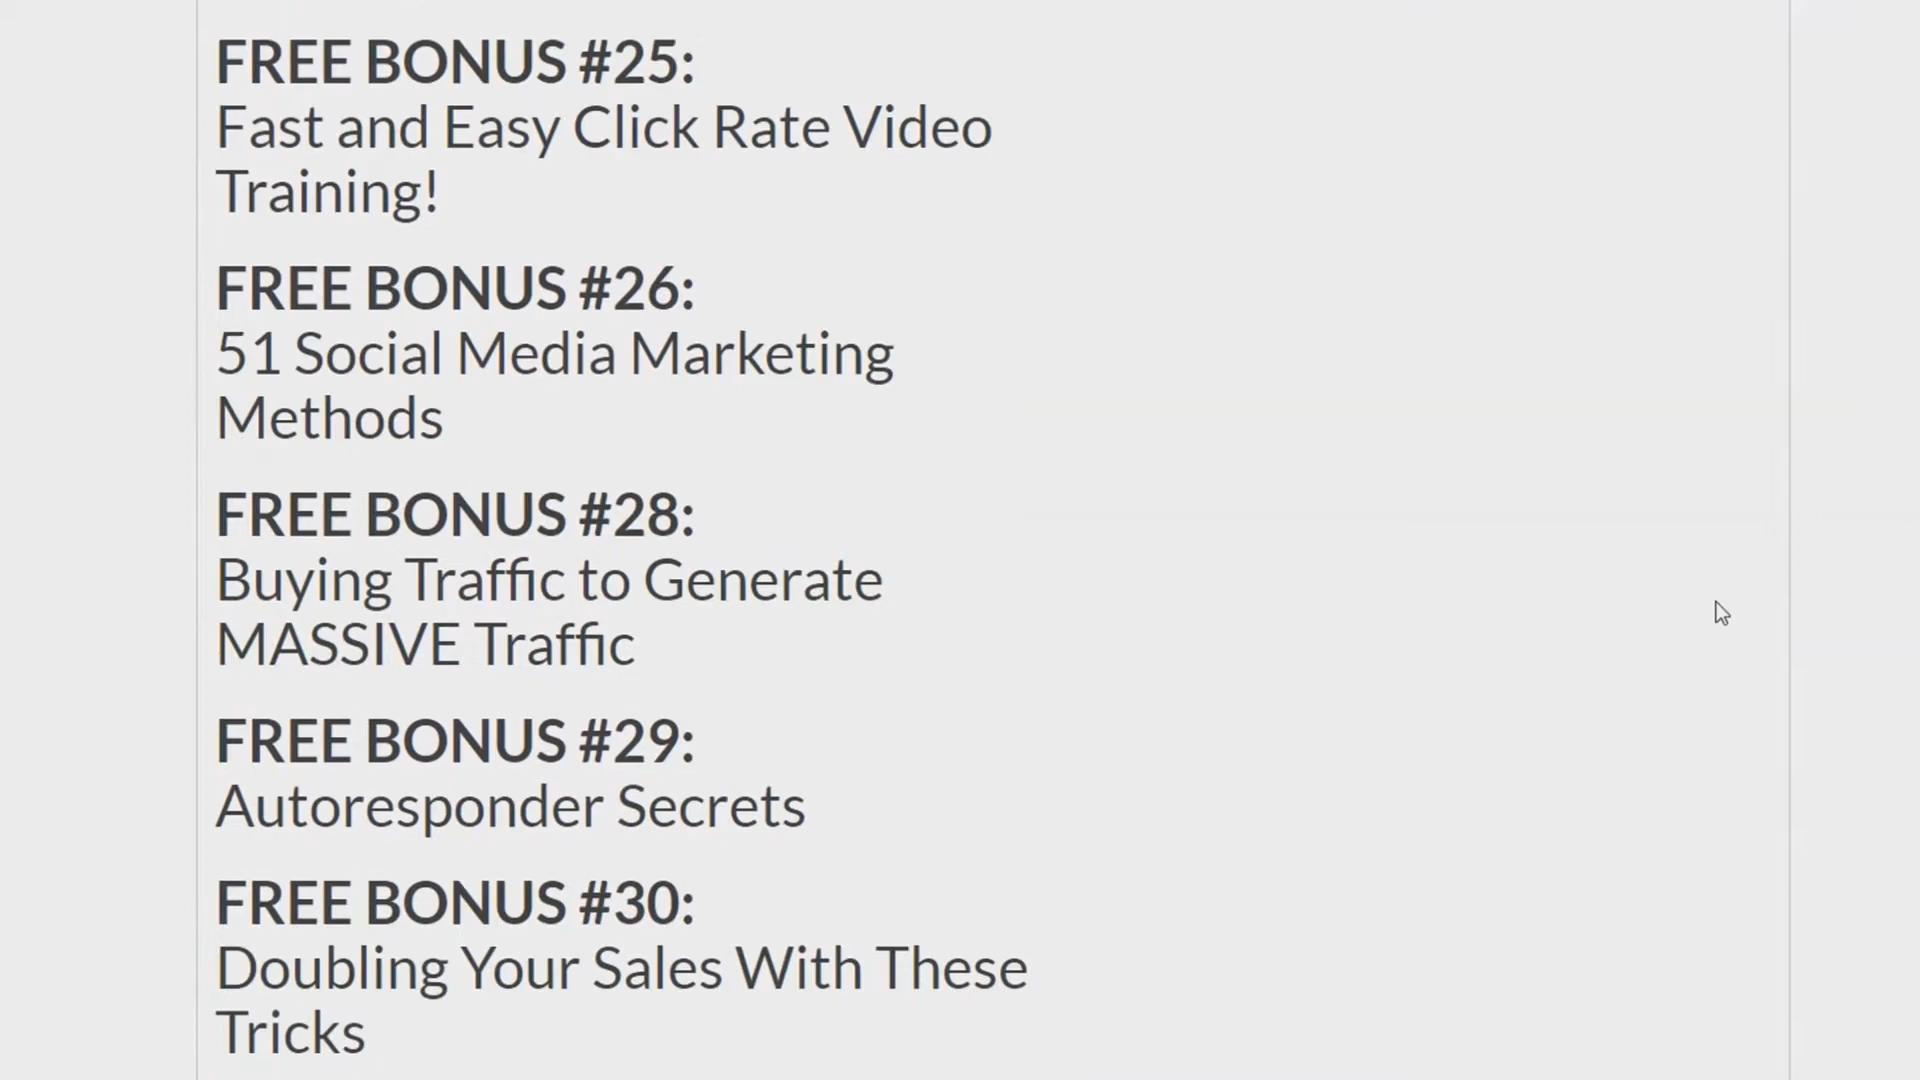 FREE BONUS #25:
Fast and Easy Click Rate Video
Training!
FREE BONUS #26:
51 Social Media Marketing
Methods
FREE BONUS #28:
Buying Traffic to Generate
MASSIVE Traffic
FREE BONUS #29:
Autoresponder Secrets
FREE BONUS #30:
Doubling Your Sales With These
Tricks